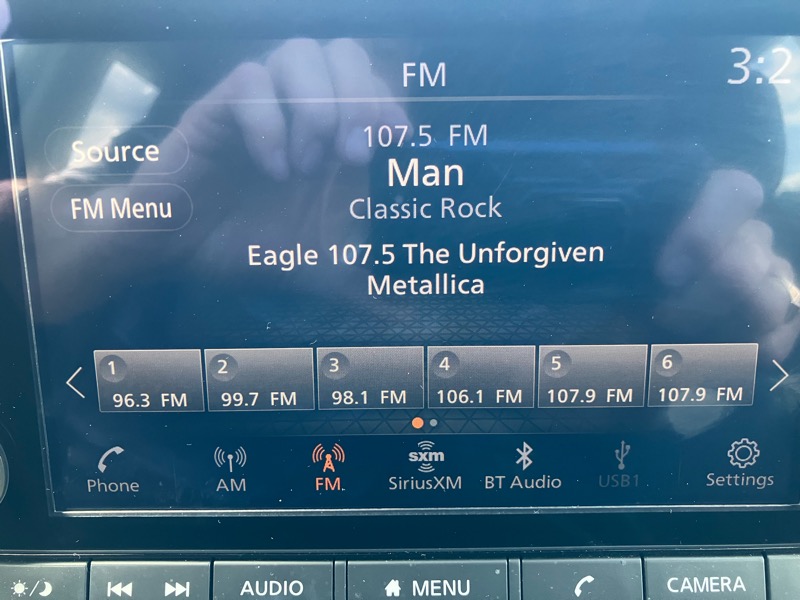 FM
3:2
Source
107.5 FM
Man
FM Menu
Classic Rock
Eagle 107.5 The Unforgiven
Metallica
1 2 3 4 5 6
96.3 FM 99.7 FM 98.1 FM 106.1 FM 107.9 FM 107.9 FM
sxm
Phone AM FM SiriusXM BT Audio USB1 Settings
AUDIO MENU CAMERA